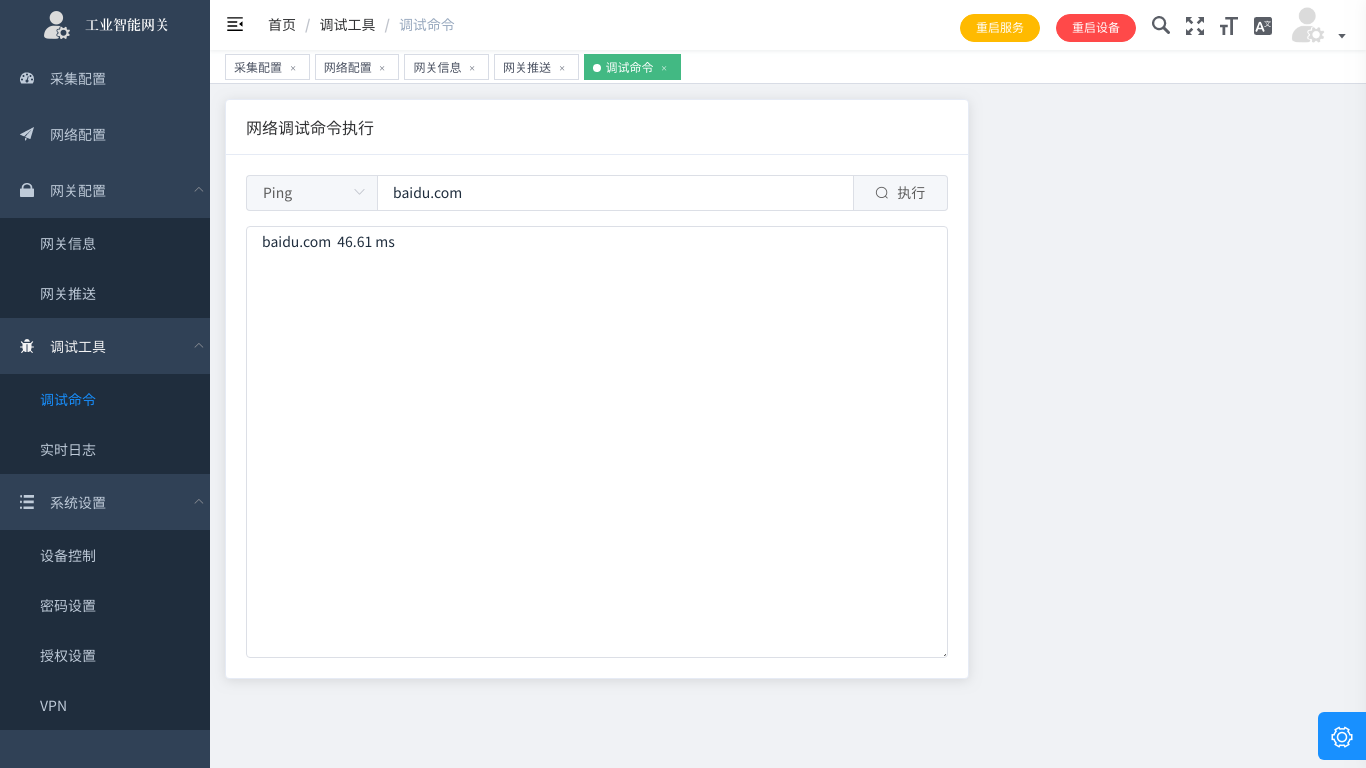 工业智能网关
采集配置
网络配置
网关配置
网关信息
网关推送
调试工具
调试命令
实时日志
系统设置
设备控制
密码设置
授权设置
VPN
首页 / 调试工具 / 调试命令
重启服务
重启设备
采集配置 ×
网络配置 ×
网关信息 ×
网关推送 ×
调试命令 ×
网络调试命令执行
Ping
baidu.com
执行
baidu.com 46.61 ms